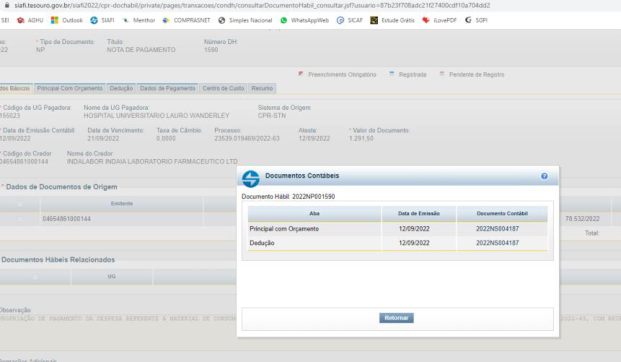 siafi.tesouro.gov.br/siafi2022/cpr-dochabil/private/pages/transacoes/condh/consultarDocumentoHabil_consultar.jsf?usuario=87b23f708adc21f27400cdf10a704dd2
SEI AGHU Outlook SIAFI Menthor COMPRASNET Simples Nacional WhatsAppWeb SICAF Estude Grátis iLovePDF SGPI
Tipo de Documento Título Número DH
NP NOTA DE PAGAMENTO 1590
Preenchimento Obrigatório Registrada Pendente de Registro
Principal Com Orçamento Dedução Dados de Pagamento Centro de Custo Resumo
Código da UG Pagadora Nome da UG Pagadora Sistema de Origem
155023 HOSPITAL UNIVERSITARIO LAURO WANDERLEY CPR-STN
* Data de Emissão Contábil Data de Vencimento Taxa de Câmbio Processo Ateste * Valor do Documento
12/09/2022 21/09/2022 0,0000 23539.019469/2022-83 12/09/2022 1.291,50
* Código do Credor Nome do Credor
04654861000144 INDALABOR INDAIA LABORATORIO FARMACEUTICO LTD
* Dados de Documentos de Origem
Emitente
04654861000144 78.532/2022
Total:
Documentos Hábeis Relacionados
UG
Observação
Documentos Contábeis
Documento Hábil: 2022NP001590
Aba Data de Emissão Documento Contábil
Principal com Orçamento 12/09/2022 2022NS004187
Dedução 12/09/2022 2022NS004187
Retornar